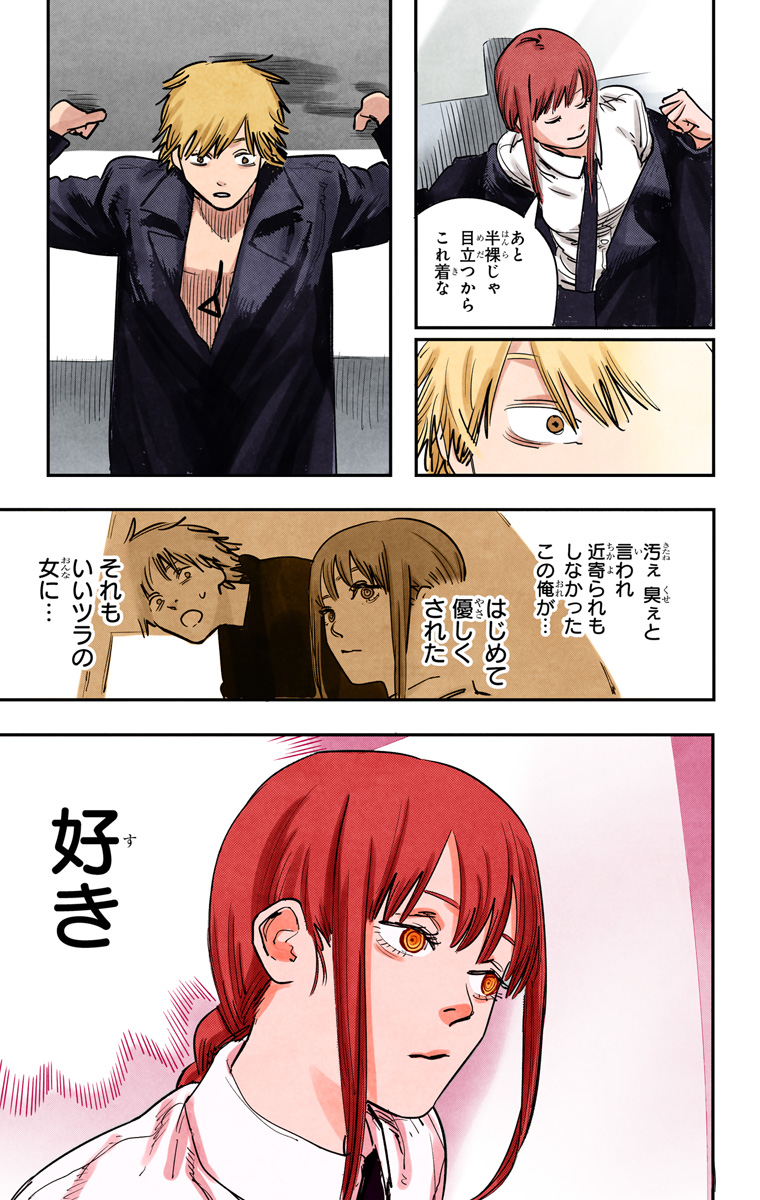 あと
半裸じゃ
目立つから
これ着な
汚ぇ 臭ぇと
言われ
近寄られも
しなかった
この俺が…
はじめて
優しく
された
それも
いいツラの
女に…
好き